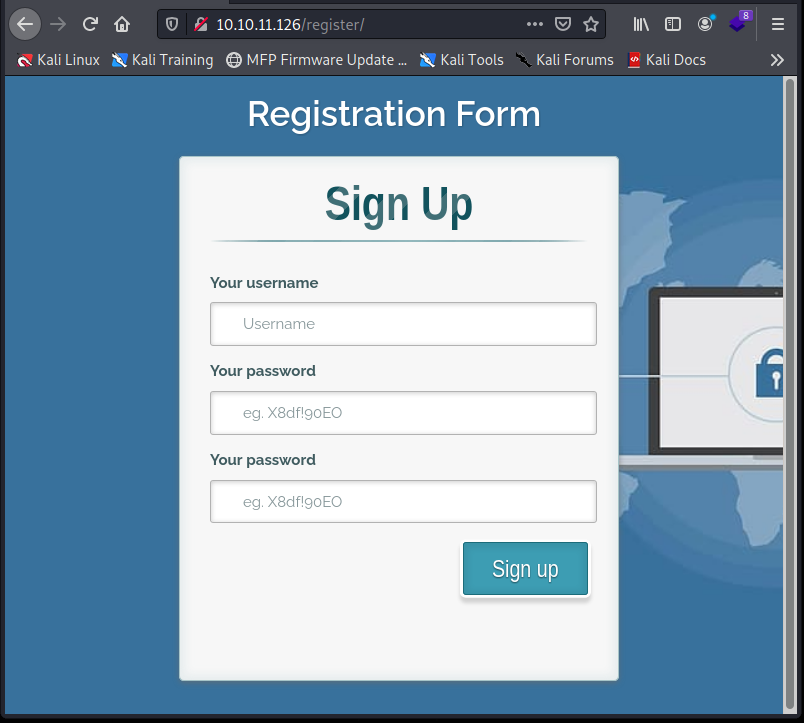 10.10.11.126/register/
8
Kali Linux Kali Training MFP Firmware Update ... Kali Tools Kali Forums Kali Docs
Registration Form
Sign Up
Your username
Username
Your password
eg. X8df!90EO
Your password
eg. X8df!90EO
Sign up